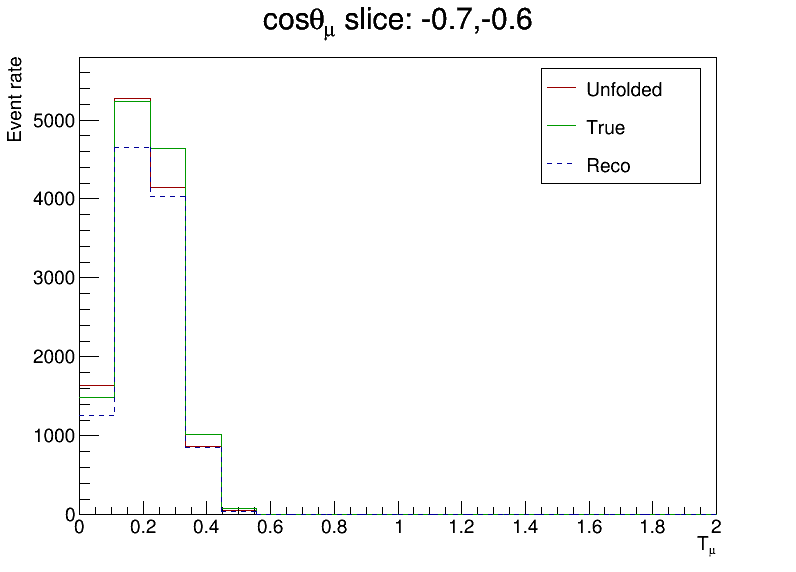 cosθμ slice: -0.7,-0.6
Event rate
Unfolded
True
Reco
5000
4000
3000
2000
1000
0
0 0.2 0.4 0.6 0.8 1 1.2 1.4 1.6 1.8 2
Tμ